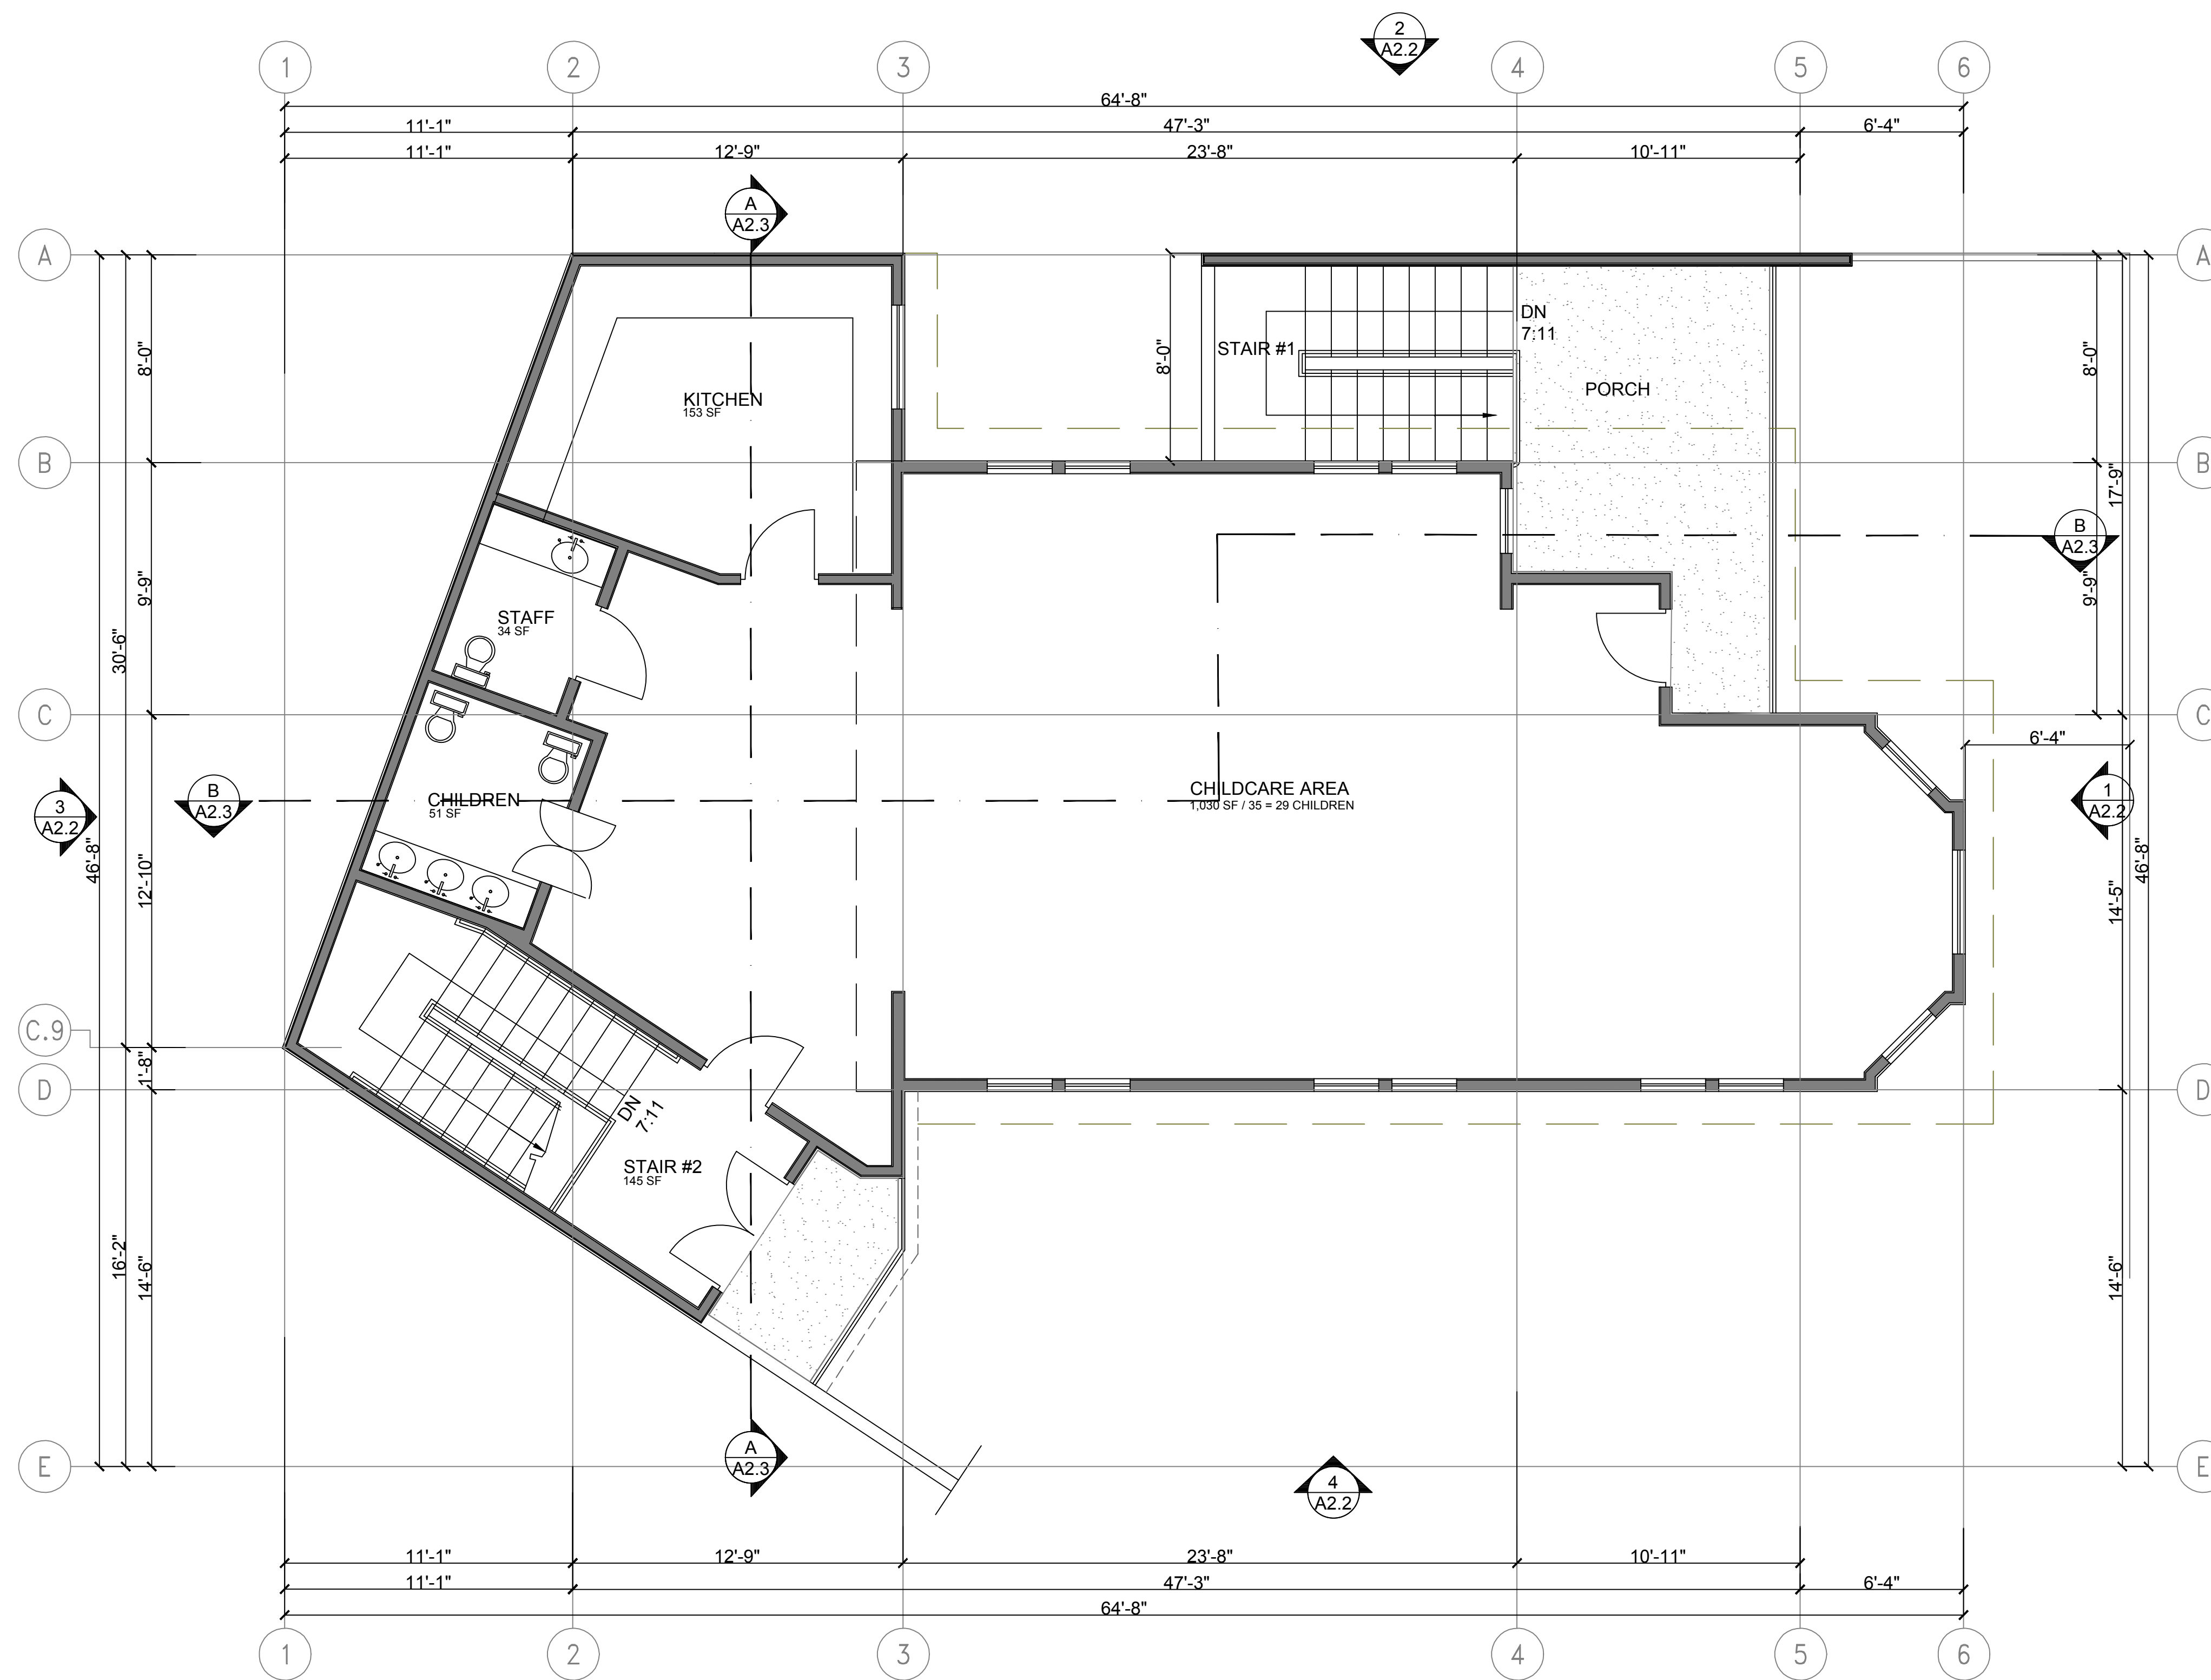 2
A2.2
1
2
3
4
5
6
64'-8"
11'-1"
47'-3"
6'-4"
11'-1"
12'-9"
23'-8"
10'-11"
A
A2.3
A
A
8'-0"
DN
7:11
STAIR #1
8'-0"
8'-0"
PORCH
KITCHEN
153 SF
B
B
17'-9"
B
A2.3
9'-9"
9'-9"
STAFF
34 SF
30'-6"
C
C
6'-4"
CHILDCARE AREA
1,030 SF / 35 = 29 CHILDREN
B
A2.3
CHILDREN
51 SF
3
A2.2
1
A2.2
46'-8"
46'-8"
12'-10"
14'-5"
C.9
1'-8"
D
D
DN
7:11
STAIR #2
145 SF
16'-2"
14'-6"
14'-6"
A
A2.3
E
E
4
A2.2
11'-1"
12'-9"
23'-8"
10'-11"
11'-1"
47'-3"
6'-4"
64'-8"
1
2
3
4
5
6